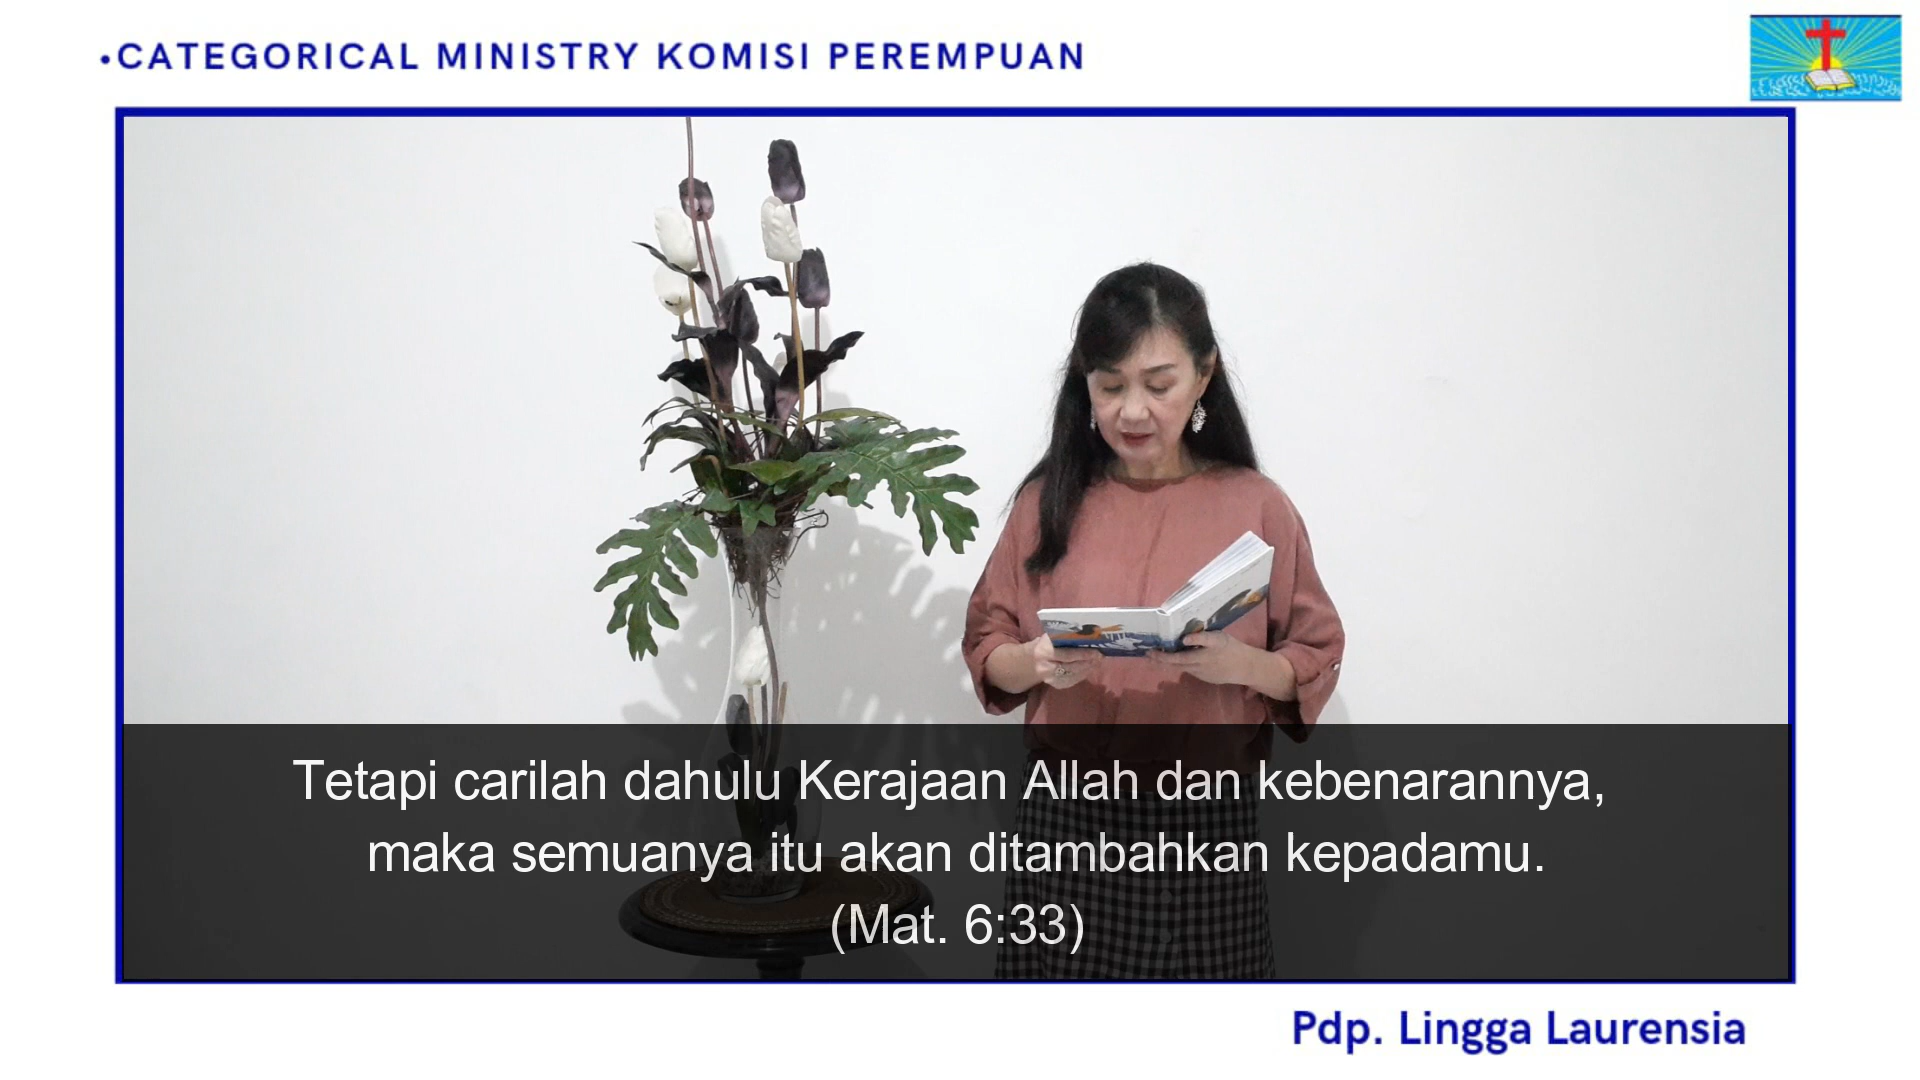 •CATEGORICAL MINISTRY KOMISI PEREMPUAN
Tetapi carilah dahulu Kerajaan Allah dan kebenarannya,
maka semuanya itu akan ditambahkan kepadamu.
(Mat. 6:33)
Pdp. Lingga Laurensia